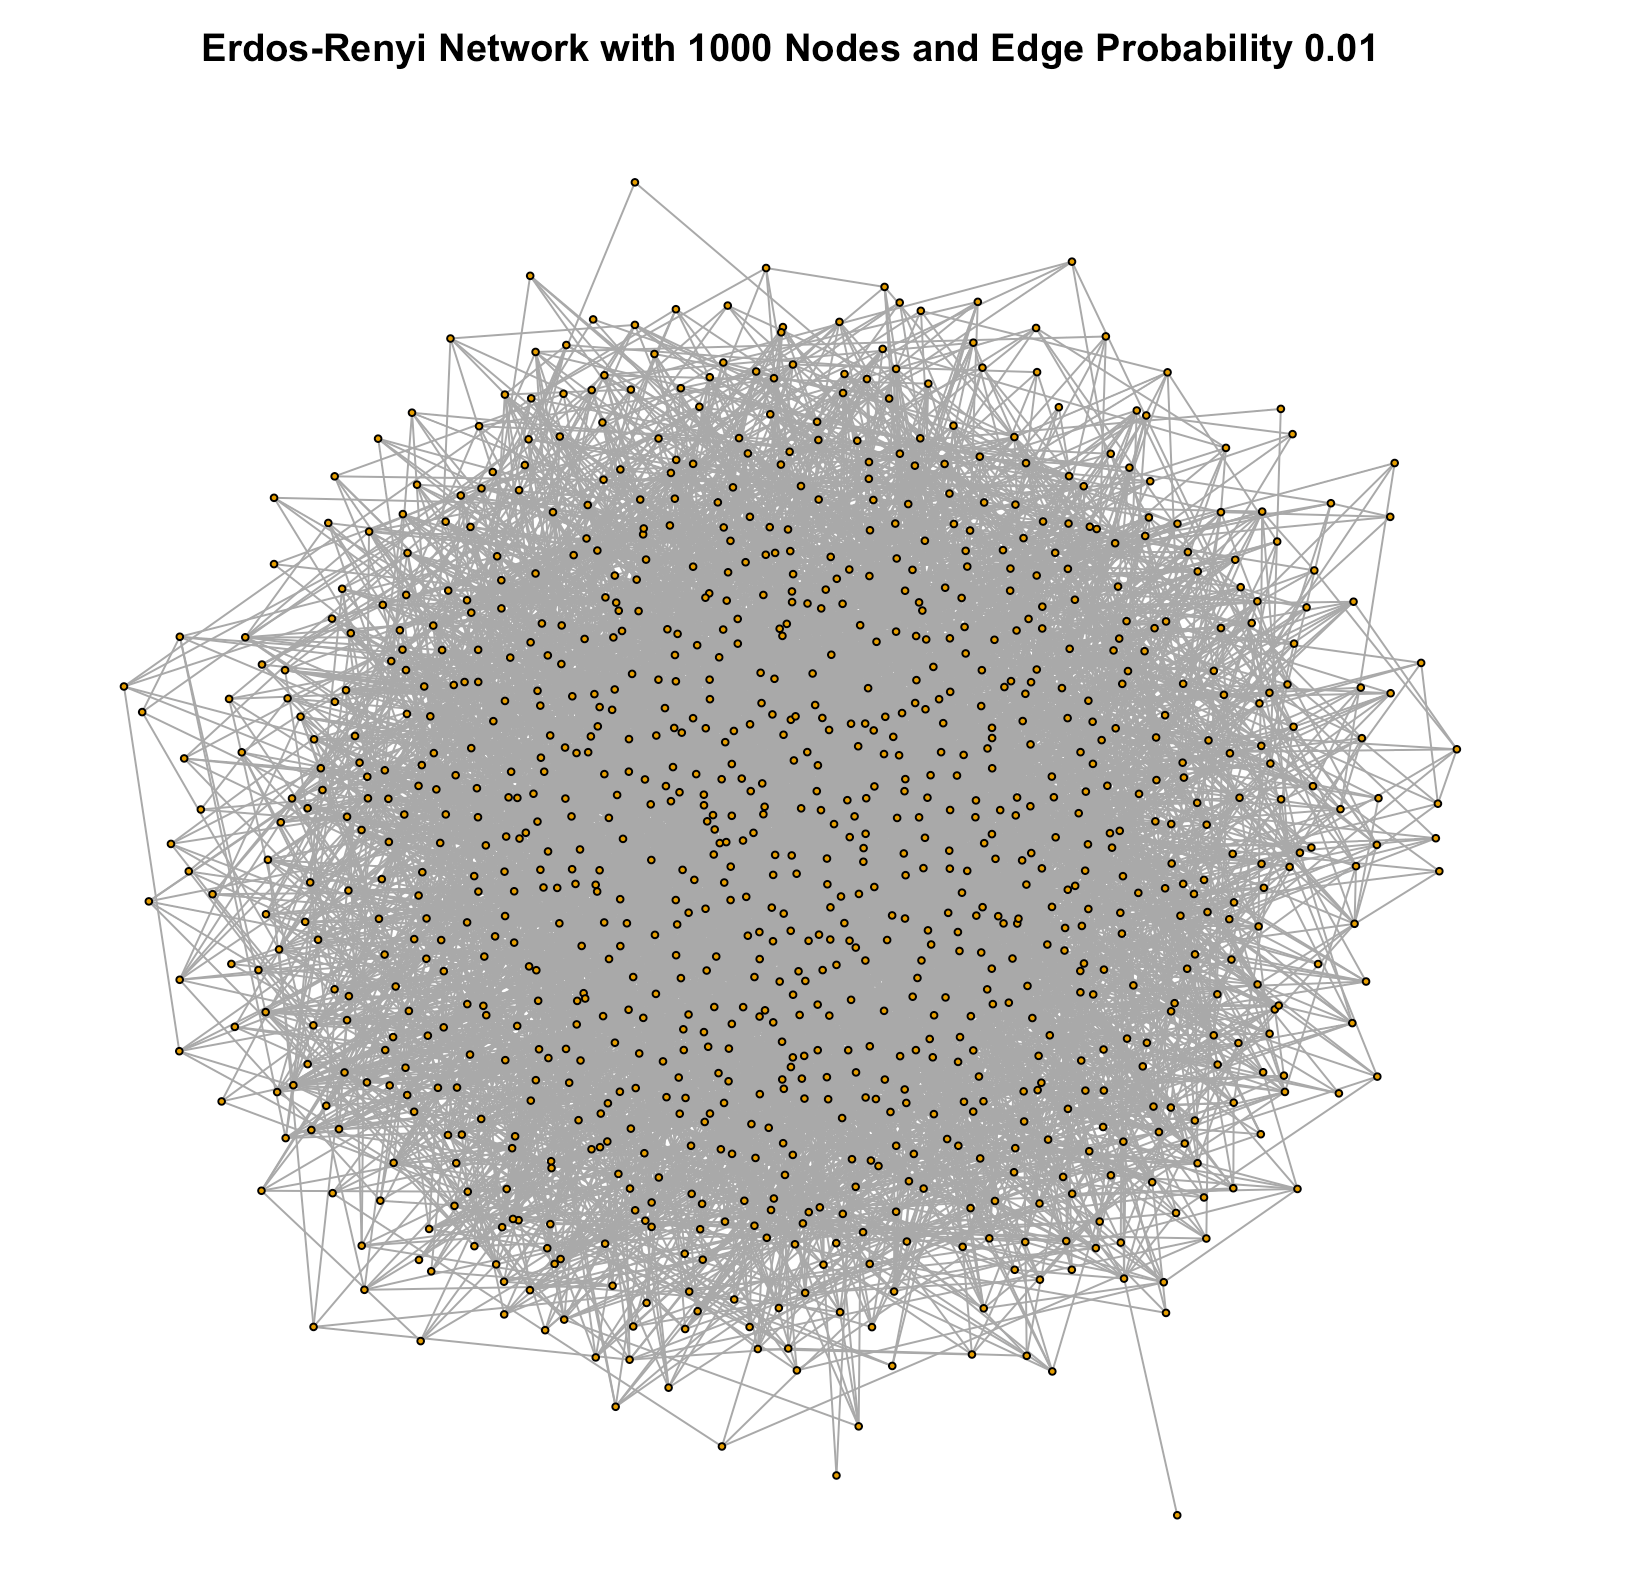 Erdos-Renyi Network with 1000 Nodes and Edge Probability 0.01